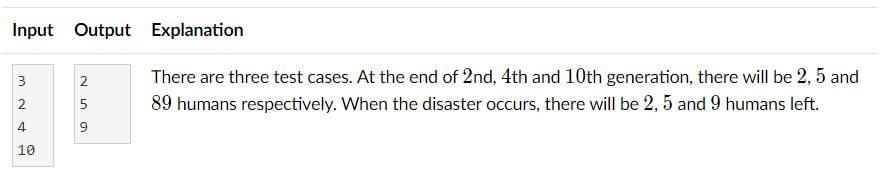 Input Output Explanation
3 2 There are three test cases. At the end of 2nd, 4th and 10th generation, there will be 2, 5 and
2 5 89 humans respectively. When the disaster occurs, there will be 2, 5 and 9 humans left.
4 9
10